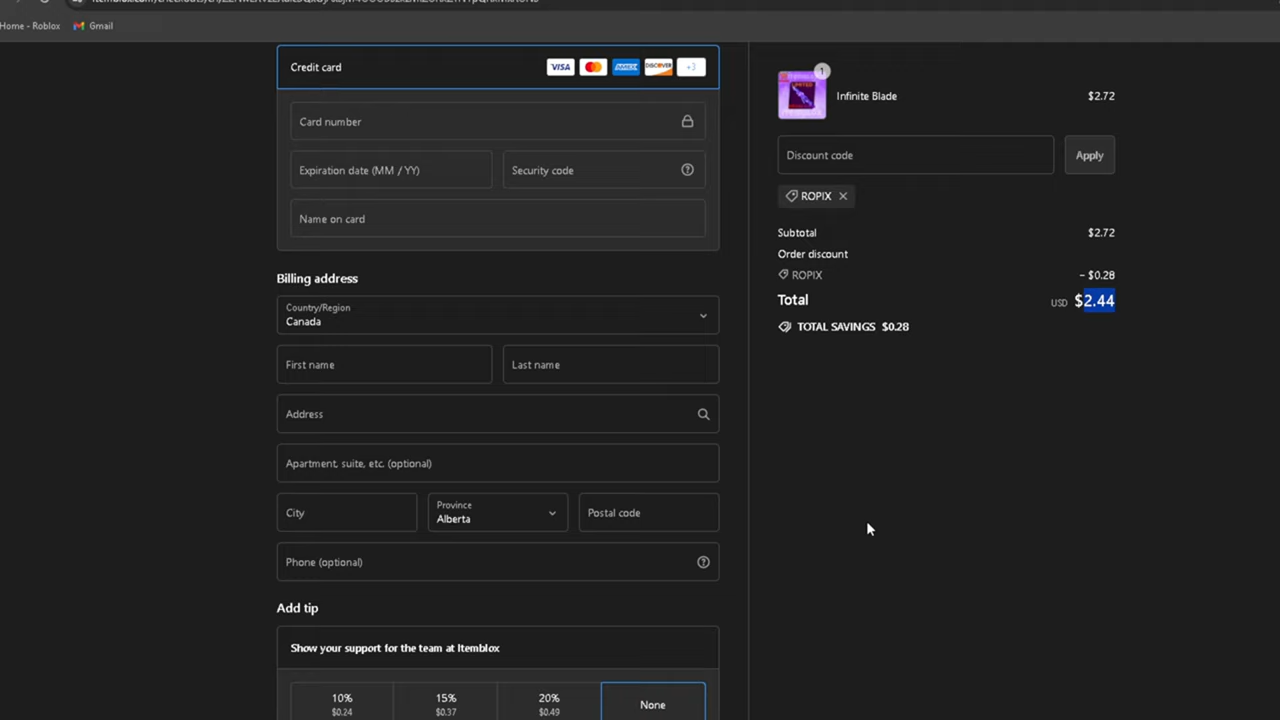 Home - Roblox
Gmail
Credit card
VISA
AMEX
DISCOVER
+3
Card number
Expiration date (MM / YY)
Security code
Name on card
Billing address
Country/Region
Canada
First name
Last name
Address
Apartment, suite, etc. (optional)
City
Province
Alberta
Postal code
Phone (optional)
Add tip
Show your support for the team at Itemblox
10%
$0.24
15%
$0.37
20%
$0.49
None
1
Infinite Blade
$2.72
Discount code
Apply
ROPIX
Subtotal
$2.72
Order discount
ROPIX
- $0.28
Total
USD $2.44
TOTAL SAVINGS $0.28